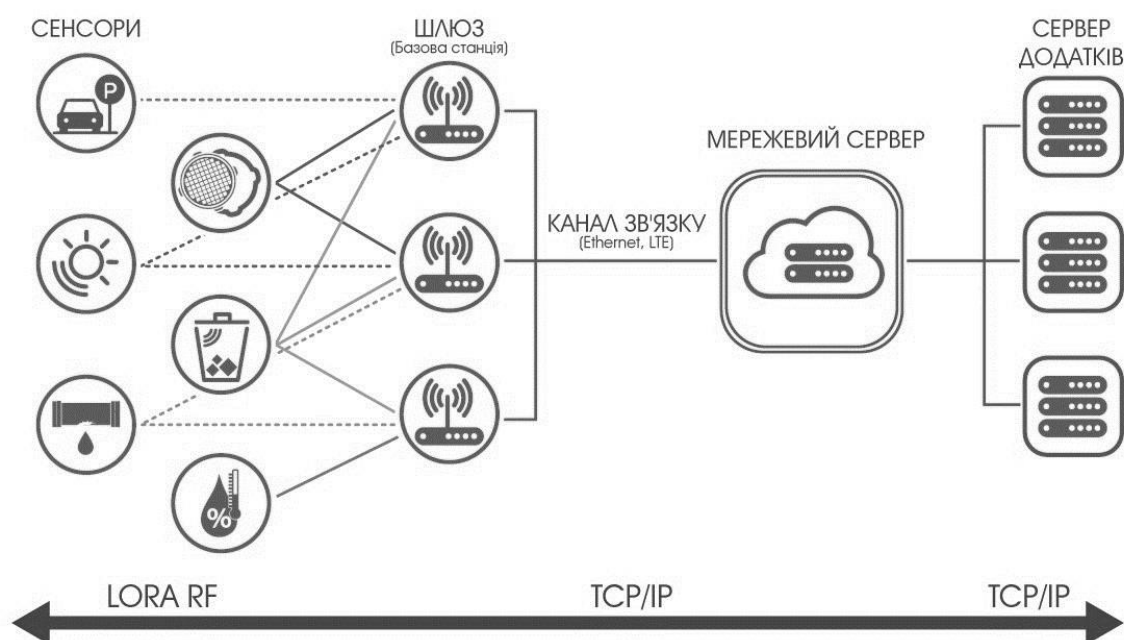 СЕНСОРИ
ШЛЮЗ
(Базова станція)
СЕРВЕР
ДОДАТКІВ
P
МЕРЕЖЕВИЙ СЕРВЕР
КАНАЛ ЗВ'ЯЗКУ
(Ethernet, LTE)
%
LORA RF
TCP/IP
TCP/IP